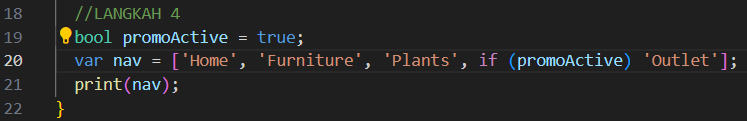 18 //LANGKAH 4
19 bool promoActive = true;
20 var nav = ['Home', 'Furniture', 'Plants', if (promoActive) 'Outlet'];
21 print(nav);
22 }